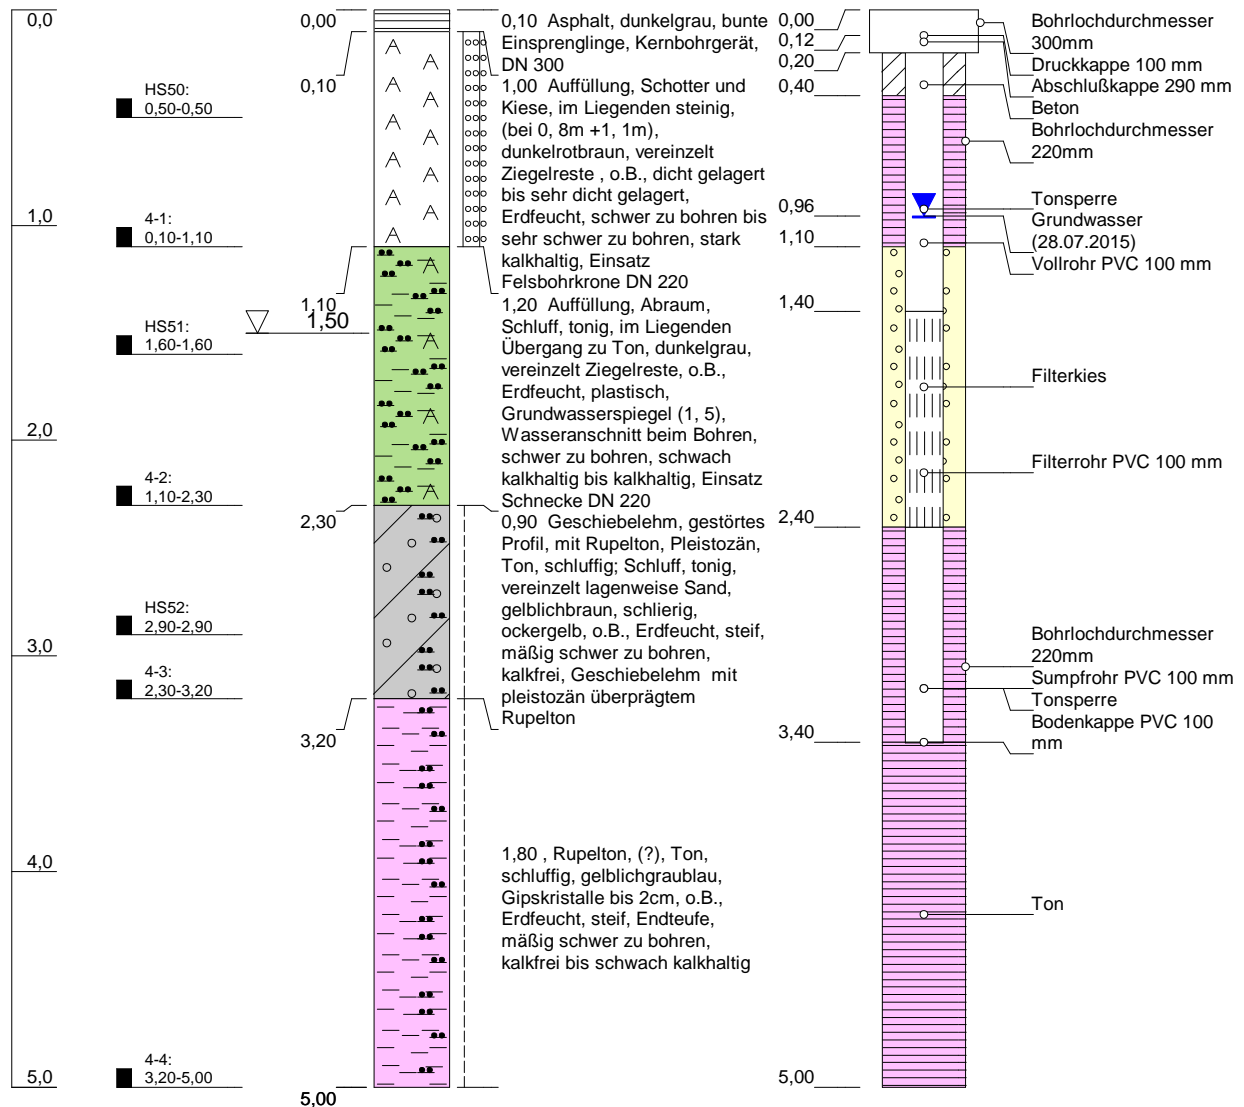 0,0
1,0
2,0
3,0
4,0
5,0
HS50:
0,50-0,50
4-1:
0,10-1,10
HS51:
1,60-1,60
4-2:
1,10-2,30
HS52:
2,90-2,90
4-3:
2,30-3,20
4-4:
3,20-5,00
0,00
0,10
1,10
1,50
2,30
3,20
5,00
0,10 Asphalt, dunkelgrau, bunte
Einsprenglinge, Kernbohrgerät,
DN 300
1,00 Auffüllung, Schotter und
Kiese, im Liegenden steinig,
(bei 0, 8m +1, 1m),
dunkelrotbraun, vereinzelt
Ziegelreste , o.B., dicht gelagert
bis sehr dicht gelagert,
Erdfeucht, schwer zu bohren bis
sehr schwer zu bohren, stark
kalkhaltig, Einsatz
Felsbohrkrone DN 220
1,20 Auffüllung, Abraum,
Schluff, tonig, im Liegenden
Übergang zu Ton, dunkelgrau,
vereinzelt Ziegelreste, o.B.,
Erdfeucht, plastisch,
Grundwasserspiegel (1, 5),
Wasseranschnitt beim Bohren,
schwer zu bohren, schwach
kalkhaltig bis kalkhaltig, Einsatz
Schnecke DN 220
0,90 Geschiebelehm, gestörtes
Profil, mit Rupelton, Pleistozän,
Ton, schluffig; Schluff, tonig,
vereinzelt lagenweise Sand,
gelblichbraun, schlierig,
ockergelb, o.B., Erdfeucht, steif,
mäßig schwer zu bohren,
kalkfrei, Geschiebelehm mit
pleistozän überprägtem
Rupelton
1,80 , Rupelton, (?), Ton,
schluffig, gelblichgraublau,
Gipskristalle bis 2cm, o.B.,
Erdfeucht, steif, Endteufe,
mäßig schwer zu bohren,
kalkfrei bis schwach kalkhaltig
0,00
0,12
0,20
0,40
0,96
1,10
1,40
2,40
3,40
5,00
Bohrlochdurchmesser
300mm
Druckkappe 100 mm
Abschlußkappe 290 mm
Beton
Bohrlochdurchmesser
220mm
Tonsperre
Grundwasser
(28.07.2015)
Vollrohr PVC 100 mm
Filterkies
Filterrohr PVC 100 mm
Bohrlochdurchmesser
220mm
Sumpfrohr PVC 100 mm
Tonsperre
Bodenkappe PVC 100
mm
Ton